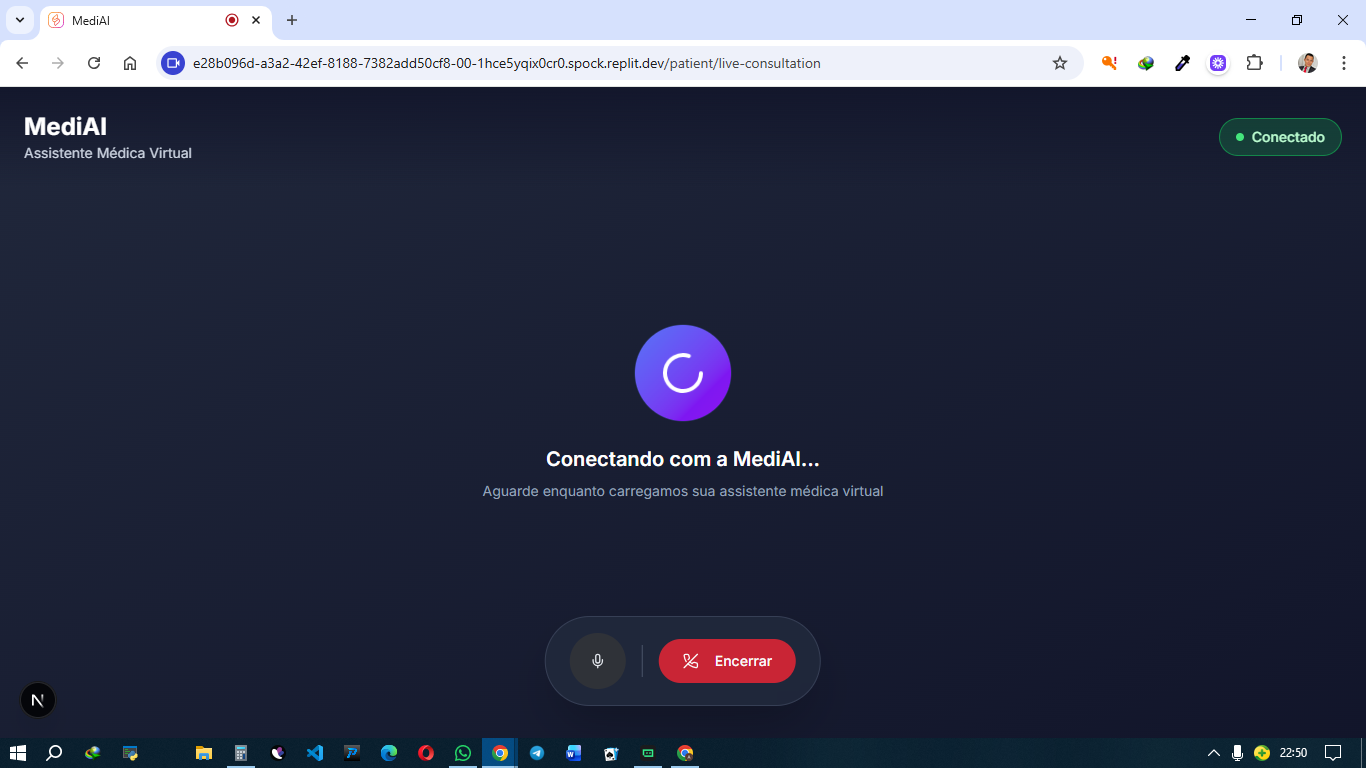 MediAI
e28b096d-a3a2-42ef-8188-7382add50cf8-00-1hce5yqix0cr0.spock.replit.dev/patient/live-consultation
MediAI
Assistente Médica Virtual
Conectado
Conectando com a MediAI...
Aguarde enquanto carregamos sua assistente médica virtual
Encerrar
N
22:50